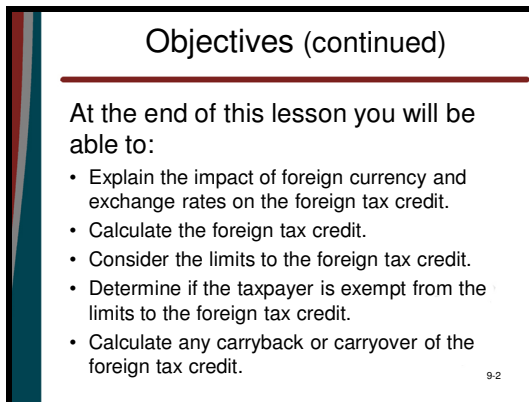 Objectives (continued)
At the end of this lesson you will be
able to:
• Explain the impact of foreign currency and
exchange rates on the foreign tax credit.
• Calculate the foreign tax credit.
• Consider the limits to the foreign tax credit.
• Determine if the taxpayer is exempt from the
limits to the foreign tax credit.
• Calculate any carryback or carryover of the
foreign tax credit.
9-2